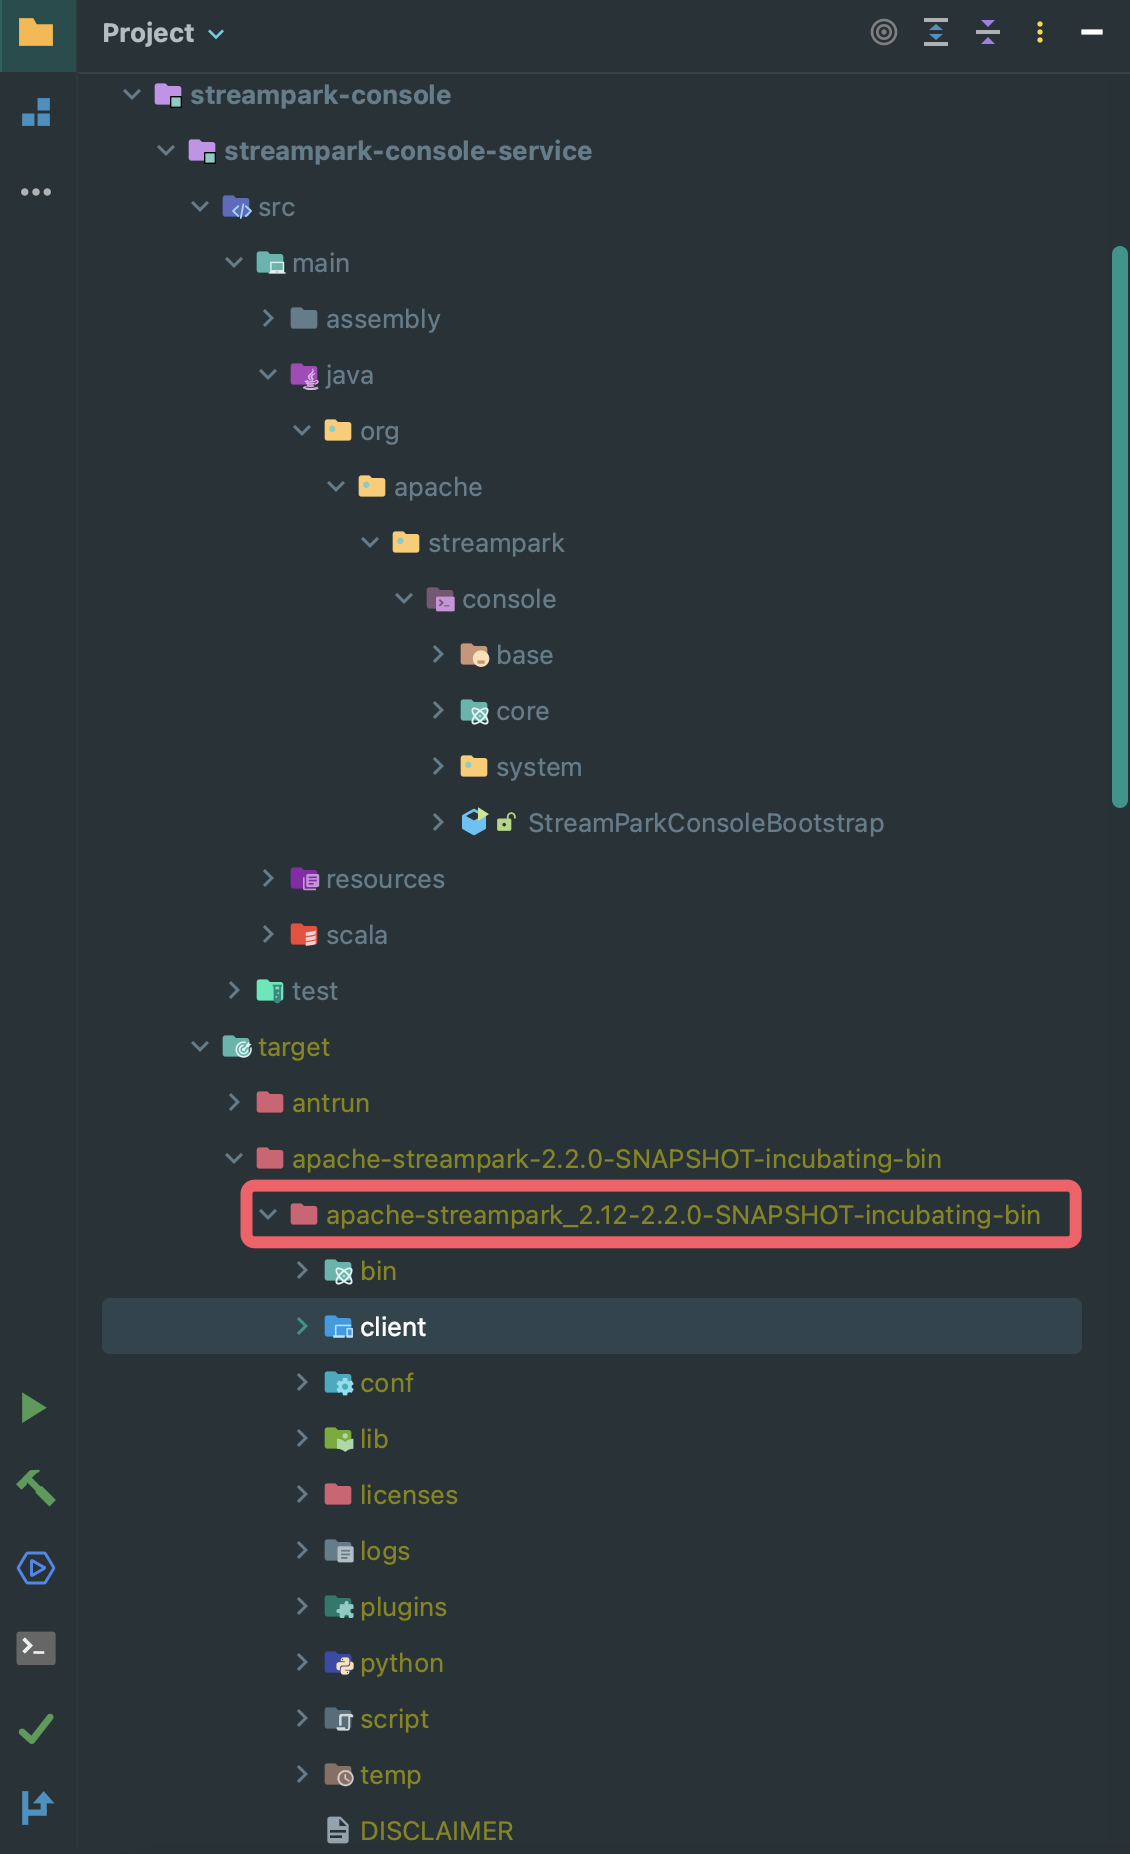 Project
streampark-console
streampark-console-service
src
main
assembly
java
org
apache
streampark
console
base
core
system
StreamParkConsoleBootstrap
resources
scala
test
target
antrun
apache-streampark-2.2.0-SNAPSHOT-incubating-bin
apache-streampark_2.12-2.2.0-SNAPSHOT-incubating-bin
bin
client
conf
lib
licenses
logs
plugins
python
script
temp
DISCLAIMER